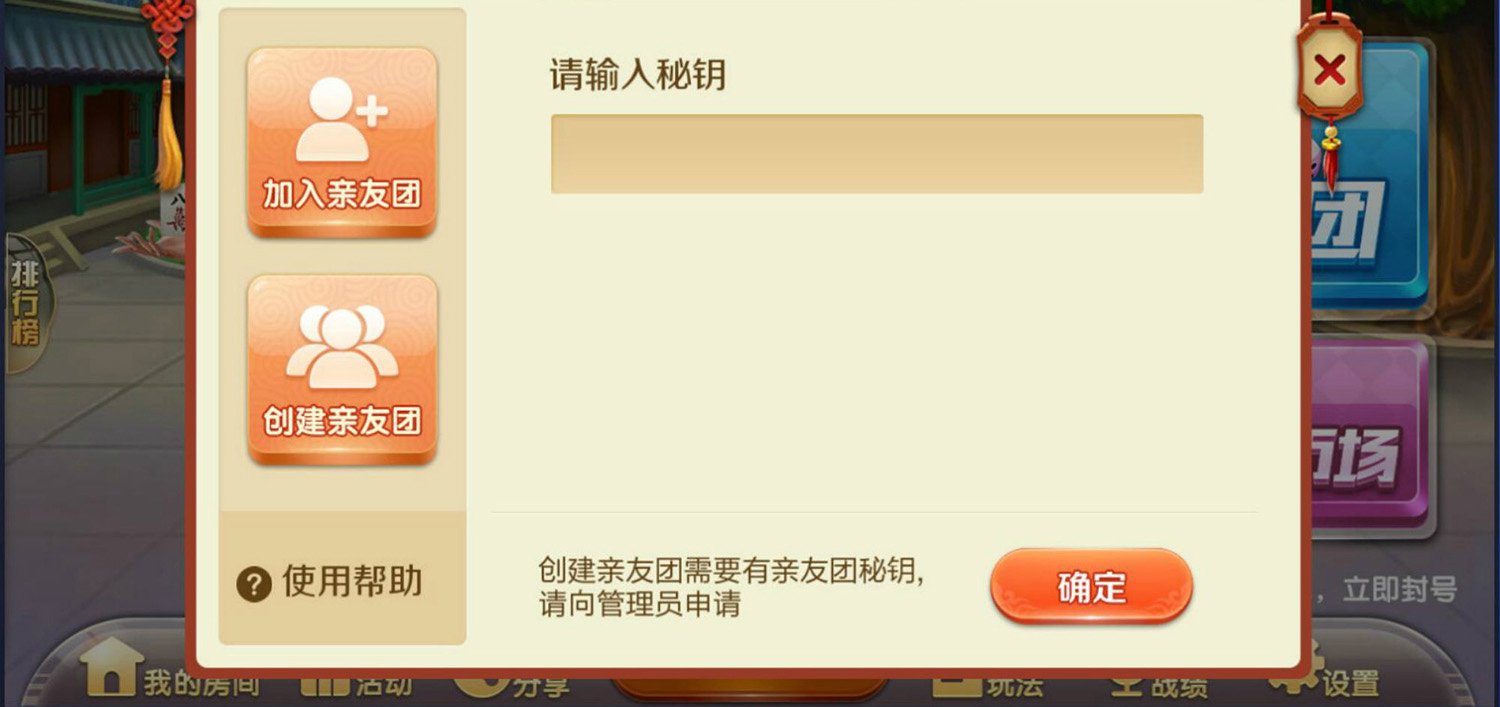 请输入秘钥
加入亲友团
创建亲友团
使用帮助
创建亲友团需要有亲友团秘钥,
请向管理员申请
确定
排行榜
八
团
场
，立即封号
我的房间
活动
分享
玩法
战绩
设置